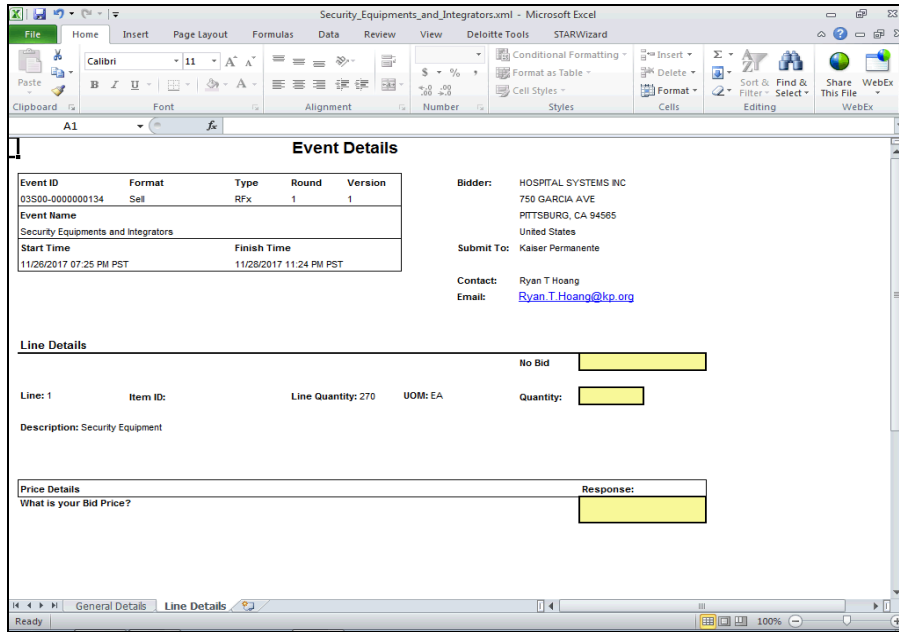 Security_Equipments_and_Integrators.xml - Microsoft Excel
File Home Insert Page Layout Formulas Data Review View Deloitte Tools STARWizard
Paste
Calibri 11 A A
B I U A
$ % ,
.0 .00 .00 .0
Conditional Formatting
Format as Table
Cell Styles
Insert
Delete
Format
Σ
Sort & Filter
Find & Select
Share This File
WebEx
Clipboard Font Alignment Number Styles Cells Editing WebEx
A1 fx
Event Details
Event ID Format Type Round Version
03S00-0000000134 Sell RFx 1 1
Event Name
Security Equipments and Integrators
Start Time Finish Time
11/26/2017 07:25 PM PST 11/28/2017 11:24 PM PST
Bidder: HOSPITAL SYSTEMS INC
750 GARCIA AVE
PITTSBURG, CA 94565
United States
Submit To: Kaiser Permanente
Contact: Ryan T Hoang
Email: Ryan.T.Hoang@kp.org
Line Details
No Bid
Line: 1 Item ID: Line Quantity: 270 UOM: EA Quantity:
Description: Security Equipment
Price Details Response:
What is your Bid Price?
General Details Line Details
Ready 100%